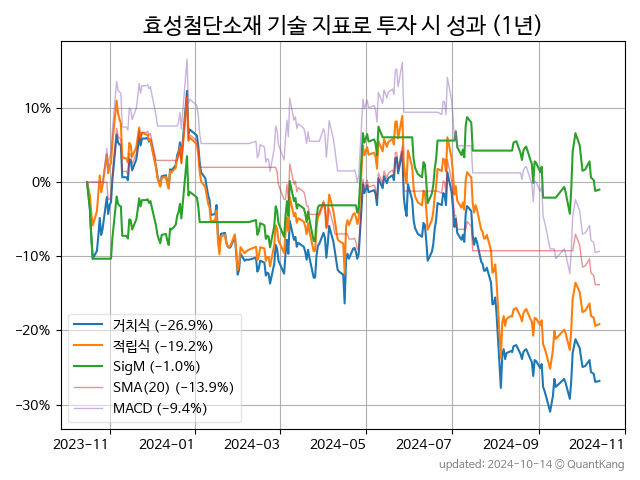 효성첨단소재 기술 지표로 투자 시 성과 (1년)
10%
0%
−10%
−20%
−30%
거치식 (−26.9%)
적립식 (−19.2%)
SigM (−1.0%)
SMA(20) (−13.9%)
MACD (−9.4%)
2023−11 2024−01 2024−03 2024−05 2024−07 2024−09 2024−11
updated: 2024-10-14 © QuantKang